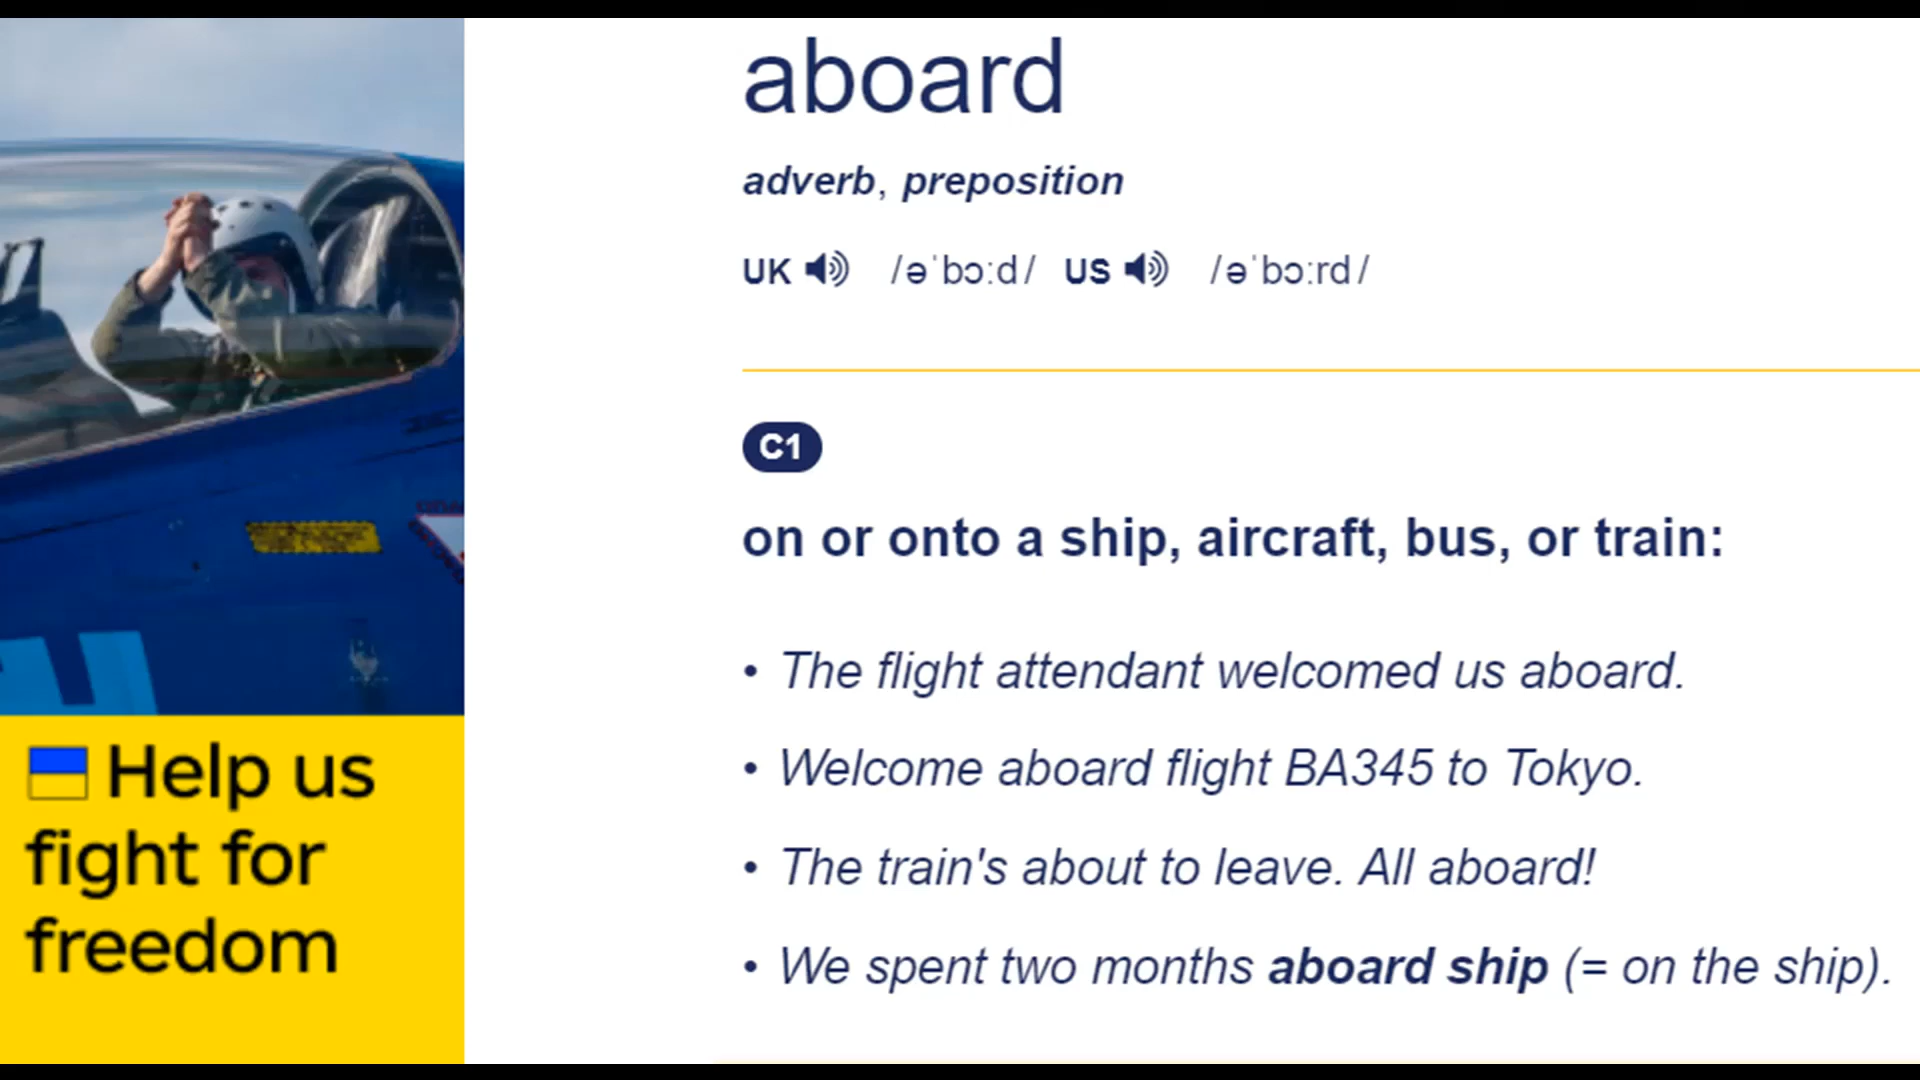 aboard
adverb, preposition
UK /əˈbɔːd/ US /əˈbɔːrd/
C1
on or onto a ship, aircraft, bus, or train:
• The flight attendant welcomed us aboard.
• Welcome aboard flight BA345 to Tokyo.
• The train's about to leave. All aboard!
• We spent two months aboard ship (= on the ship).
Help us
fight for
freedom